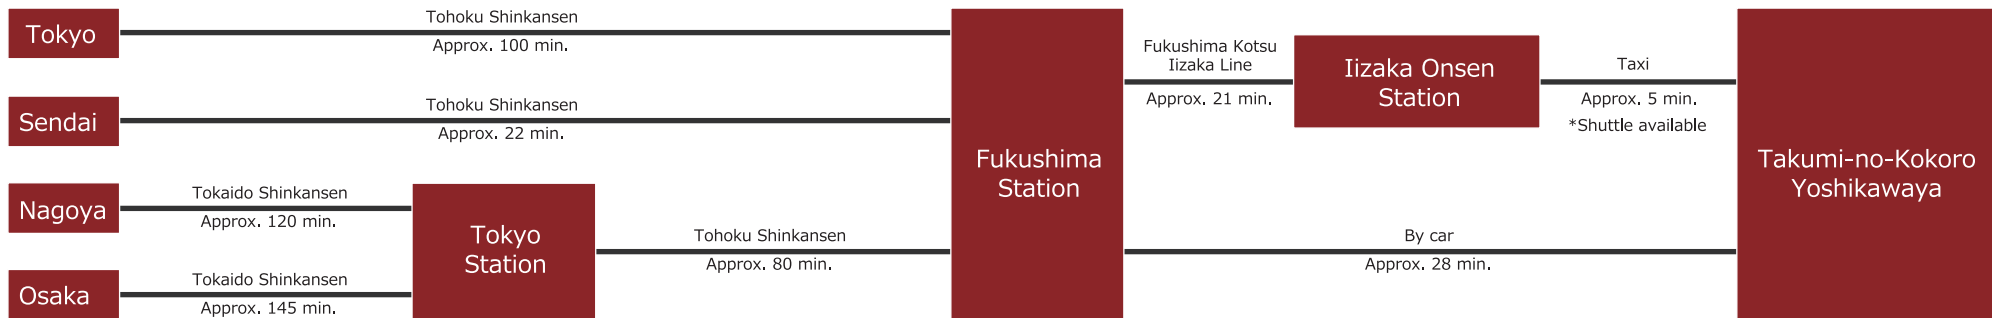 Tokyo
Tohoku Shinkansen
Approx. 100 min.
Sendai
Tohoku Shinkansen
Approx. 22 min.
Nagoya
Tokaido Shinkansen
Approx. 120 min.
Osaka
Tokaido Shinkansen
Approx. 145 min.
Tokyo
Station
Tohoku Shinkansen
Approx. 80 min.
Fukushima
Station
Fukushima Kotsu
Iizaka Line
Approx. 21 min.
Iizaka Onsen
Station
Taxi
Approx. 5 min.
*Shuttle available
By car
Approx. 28 min.
Takumi-no-Kokoro
Yoshikawaya